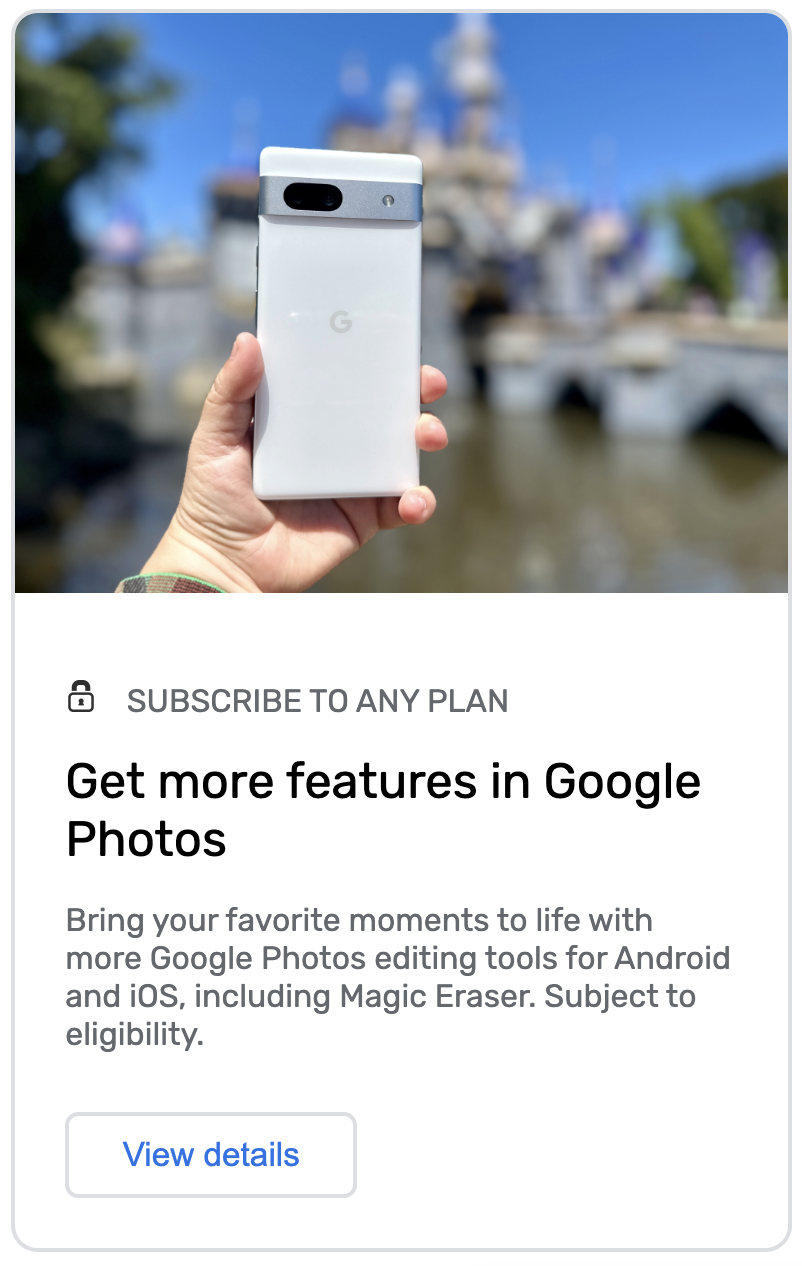 G
SUBSCRIBE TO ANY PLAN
Get more features in Google
Photos
Bring your favorite moments to life with
more Google Photos editing tools for Android
and iOS, including Magic Eraser. Subject to
eligibility.
View details